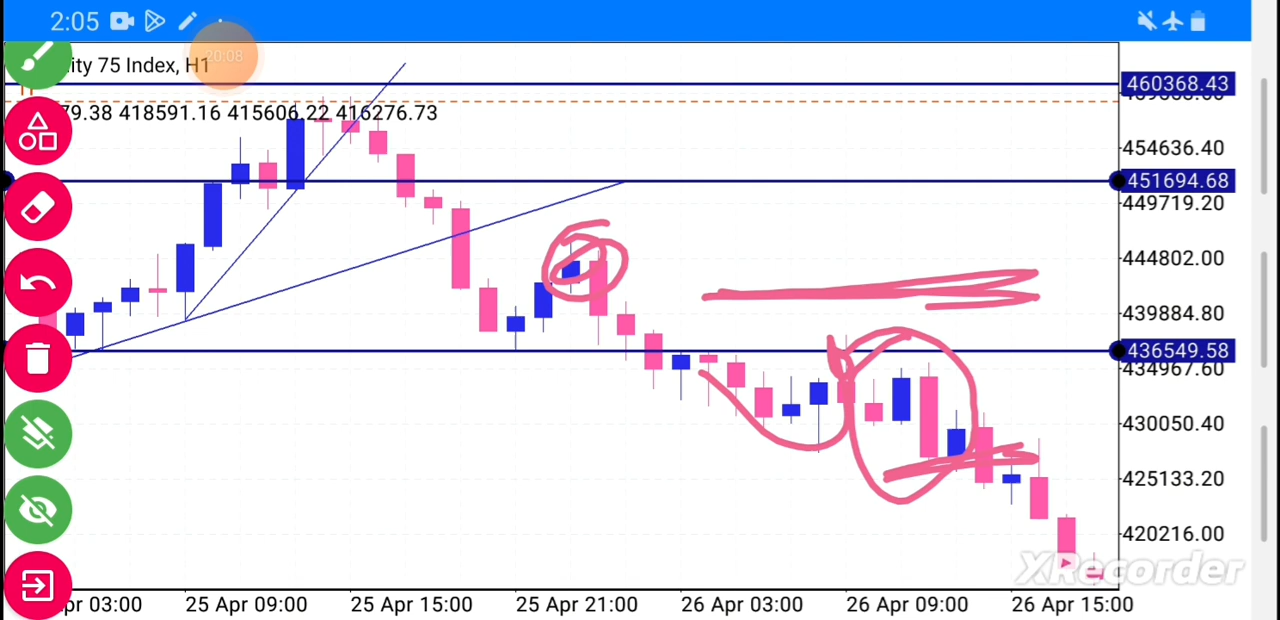 2:05
20:08
ity 75 Index, H1
79.38 418591.16 415606.22 416276.73
460368.43
454636.40
451694.68
449719.20
444802.00
439884.80
436549.58
434967.60
430050.40
425133.20
420216.00
XRecorder
pr 03:00
25 Apr 09:00
25 Apr 15:00
25 Apr 21:00
26 Apr 03:00
26 Apr 09:00
26 Apr 15:00